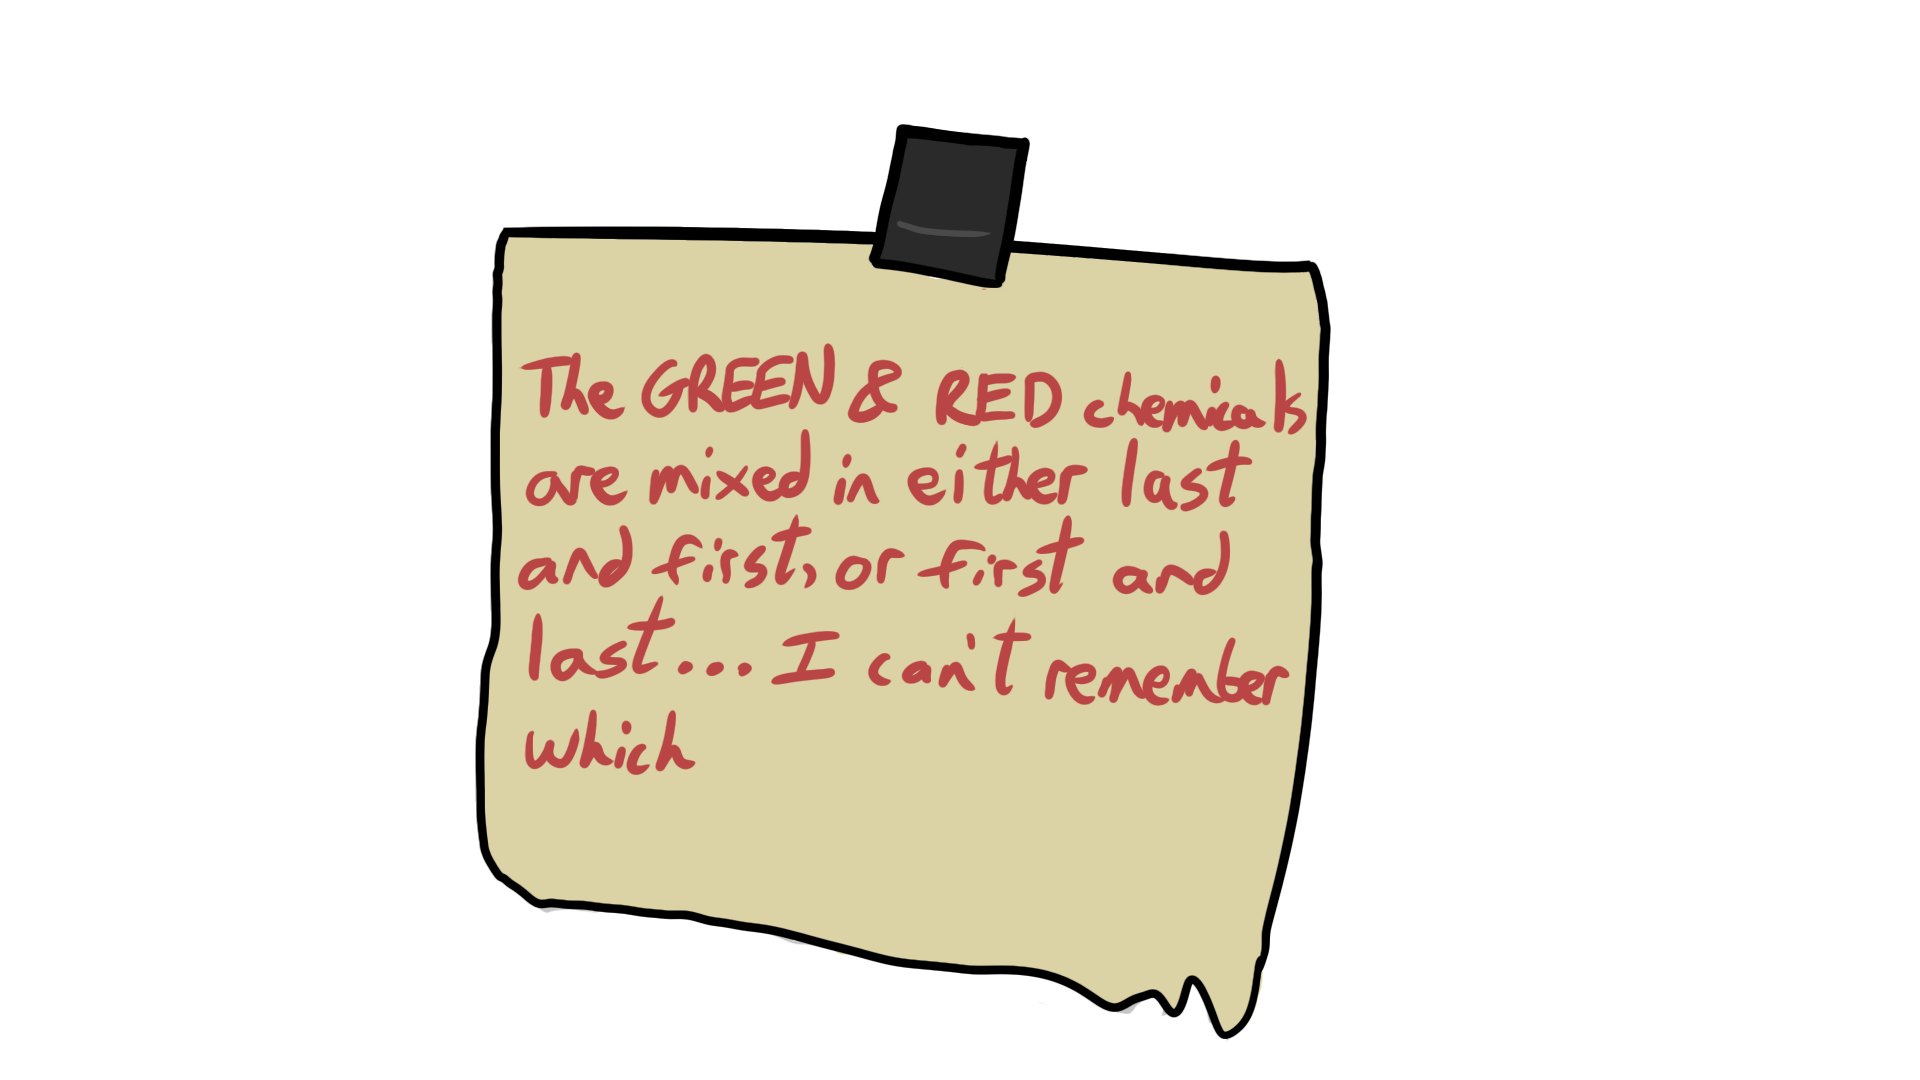 The GREEN & RED chemicals
are mixed in either last
and first, or first and
last... I can't remember
which